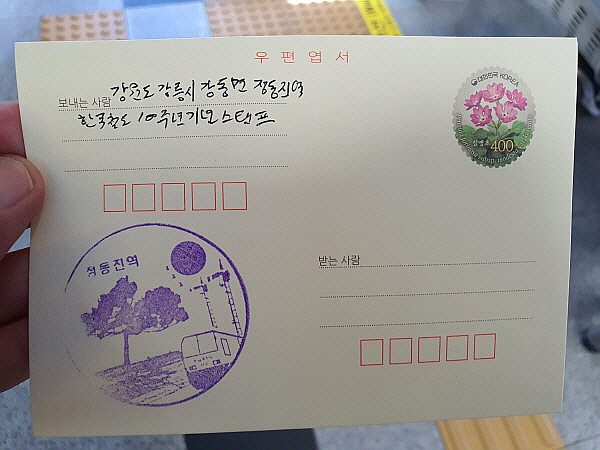 우편엽서
대한민국 KOREA
400
보내는 사람 강원도 강릉시 강동면 정동진역
한국철도 10주년기념 스탬프
정동진역
받는 사람